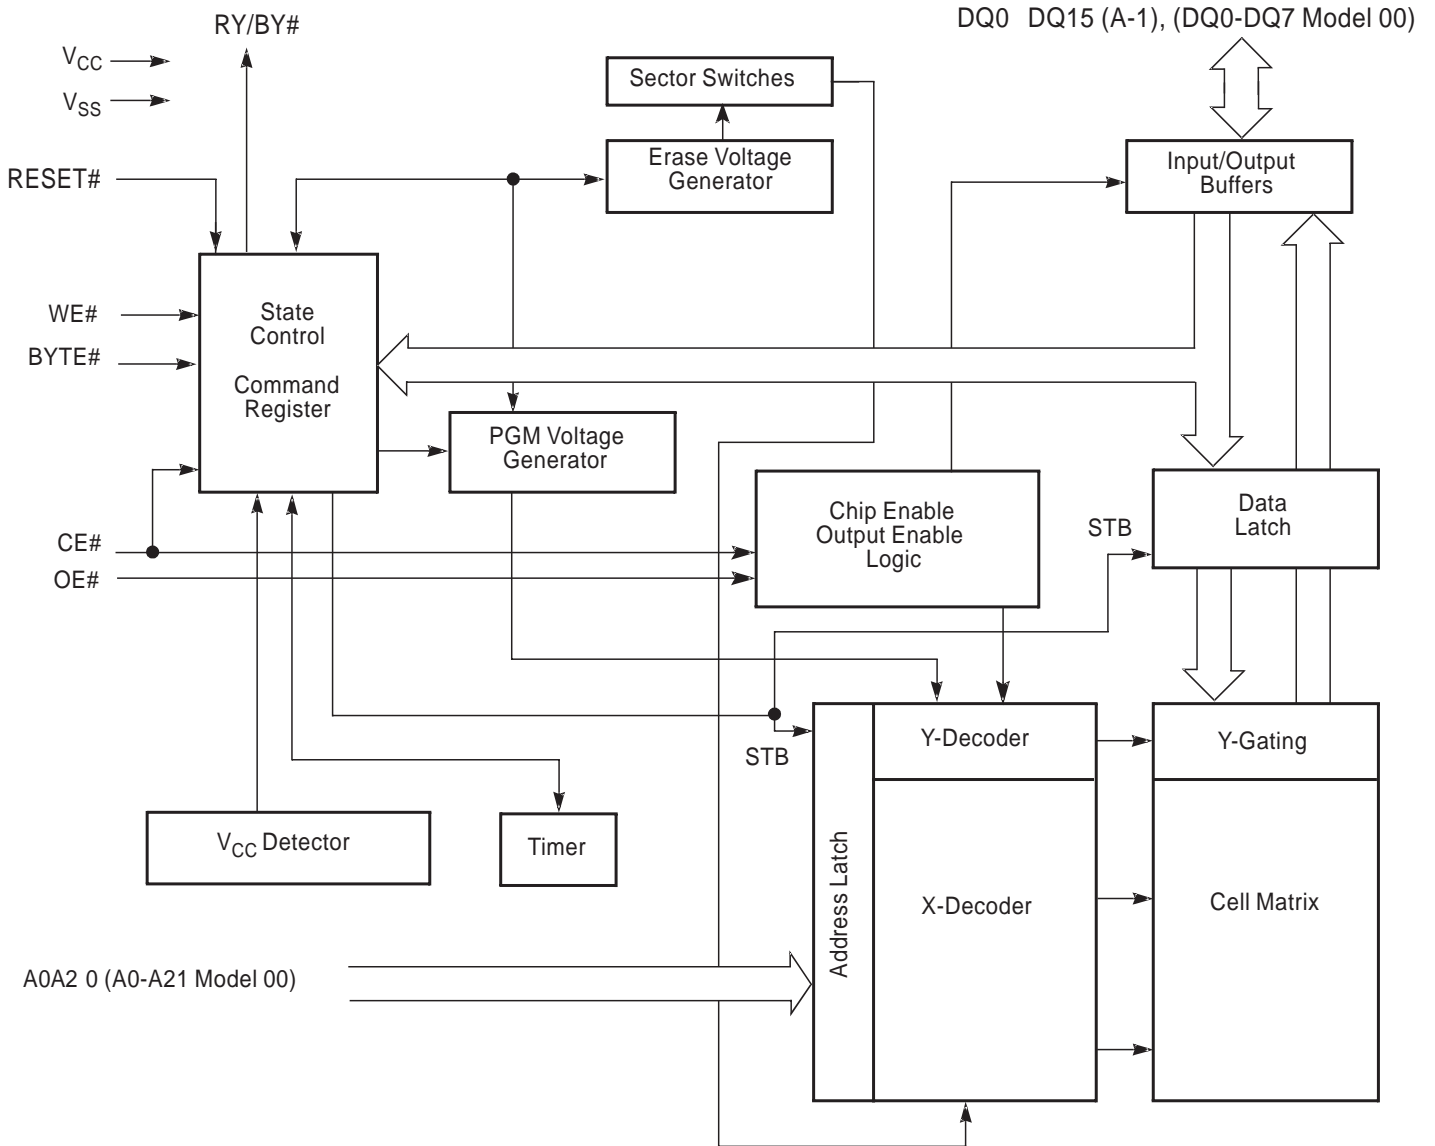 RY/BY#
DQ0 DQ15 (A-1), (DQ0-DQ7 Model 00)
VCC
VSS
Sector Switches
Erase Voltage
Generator
Input/Output
Buffers
RESET#
WE#
BYTE#
State
Control
Command
Register
PGM Voltage
Generator
CE#
OE#
Chip Enable
Output Enable
Logic
STB
Data
Latch
STB
Y-Decoder
Y-Gating
VCC Detector
Timer
Address Latch
X-Decoder
Cell Matrix
A0A2 0 (A0-A21 Model 00)